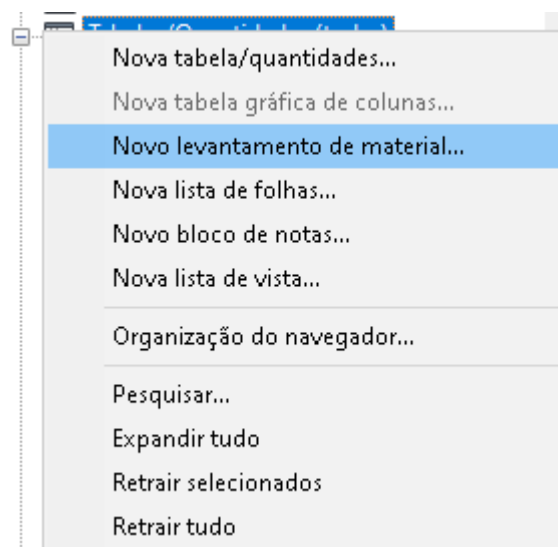 Nova tabela/quantidades...
Nova tabela gráfica de colunas...
Novo levantamento de material...
Nova lista de folhas...
Novo bloco de notas...
Nova lista de vista...
Organização do navegador...
Pesquisar...
Expandir tudo
Retrair selecionados
Retrair tudo